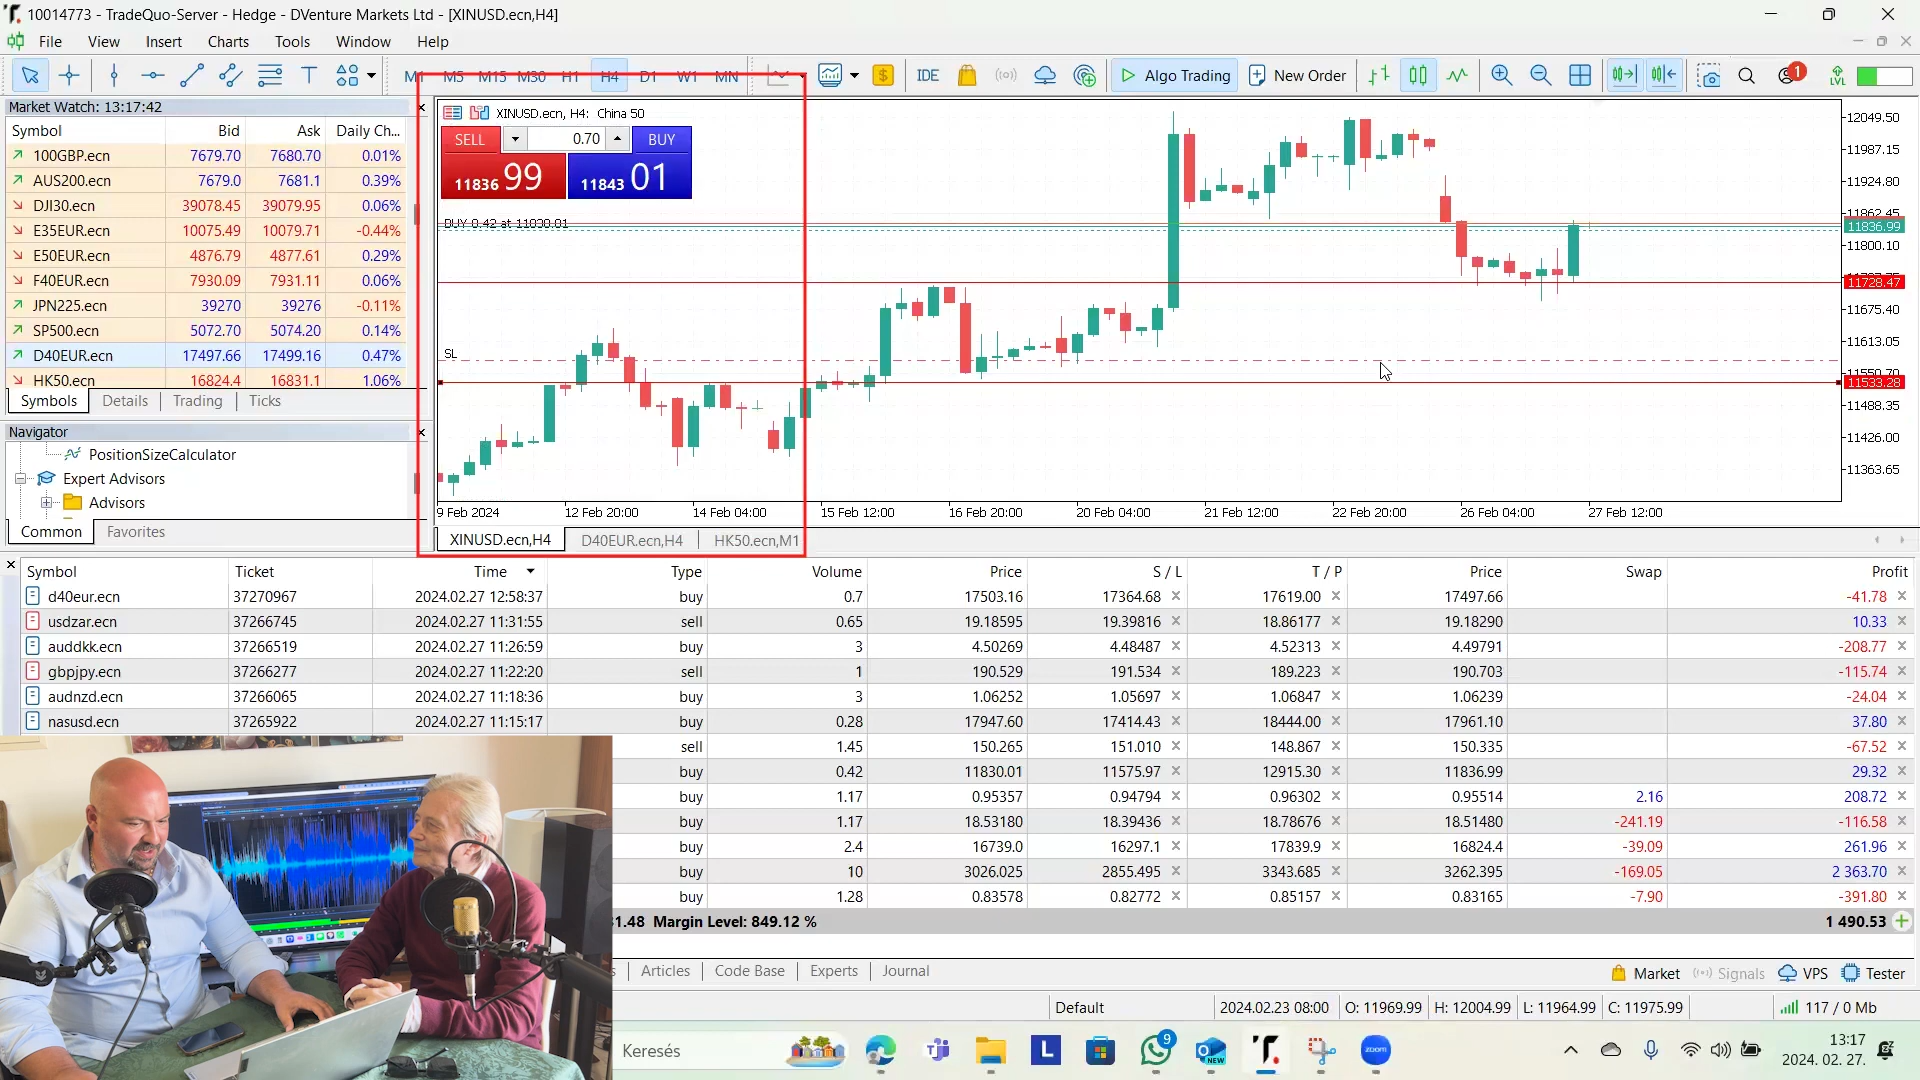 10014773 - TradeQuo-Server - Hedge - DVenture Markets Ltd - [XINUSD.ecn,H4]
File View Insert Charts Tools Window Help
M1 M5 M15 M30 H1 H4 D1 W1 MN IDE Algo Trading New Order LVL 1
Market Watch: 13:17:42
Symbol Bid Ask Daily Ch...
100GBP.ecn 7679.70 7680.70 0.01%
AUS200.ecn 7679.0 7681.1 0.39%
DJI30.ecn 39078.45 39079.95 0.06%
E35EUR.ecn 10075.49 10079.71 -0.44%
E50EUR.ecn 4876.79 4877.61 0.29%
F40EUR.ecn 7930.09 7931.11 0.06%
JPN225.ecn 39270 39276 -0.11%
SP500.ecn 5072.70 5074.20 0.14%
D40EUR.ecn 17497.66 17499.16 0.47%
HK50.ecn 16824.4 16831.1 1.06%
Symbols Details Trading Ticks
Navigator
PositionSizeCalculator
Expert Advisors
Advisors
Common Favorites
XINUSD.ecn, H4: China 50
SELL 0.70 BUY
11836 99 11843 01
BUY 0.42 at 11830.01
SL
12049.50
11987.15
11924.80
11862.45
11836.99
11800.10
11728.47
11675.40
11613.05
11550.70
11533.28
11488.35
11426.00
11363.65
9 Feb 2024 12 Feb 20:00 14 Feb 04:00 15 Feb 12:00 16 Feb 20:00 20 Feb 04:00 21 Feb 12:00 22 Feb 20:00 26 Feb 04:00 27 Feb 12:00
XINUSD.ecn,H4 D40EUR.ecn,H4 HK50.ecn,M1
Symbol Ticket Time Type Volume Price S / L T / P Price Swap Profit
d40eur.ecn 37270967 2024.02.27 12:58:37 buy 0.7 17503.16 17364.68 17619.00 17497.66 -41.78
usdzar.ecn 37266745 2024.02.27 11:31:55 sell 0.65 19.18595 19.39816 18.86177 19.18290 10.33
auddkk.ecn 37266519 2024.02.27 11:26:59 buy 3 4.50269 4.48487 4.52313 4.49791 -208.77
gbpjpy.ecn 37266277 2024.02.27 11:22:20 sell 1 190.529 191.534 189.223 190.703 -115.74
audnzd.ecn 37266065 2024.02.27 11:18:36 buy 3 1.06252 1.05697 1.06847 1.06239 -24.04
nasusd.ecn 37265922 2024.02.27 11:15:17 buy 0.28 17947.60 17414.43 18444.00 17961.10 37.80
sell 1.45 150.265 151.010 148.867 150.335 -67.52
buy 0.42 11830.01 11575.97 12915.30 11836.99 29.32
buy 1.17 0.95357 0.94794 0.96302 0.95514 2.16 208.72
buy 1.17 18.53180 18.39436 18.78676 18.51480 -241.19 -116.58
buy 2.4 16739.0 16297.1 17839.9 16824.4 -39.09 261.96
buy 10 3026.025 2855.495 3343.685 3262.395 -169.05 2 363.70
buy 1.28 0.83578 0.82772 0.85157 0.83165 -7.90 -391.80
1.48 Margin Level: 849.12 % 1 490.53
Articles Code Base Experts Journal Market Signals VPS Tester
Default 2024.02.23 08:00 O: 11969.99 H: 12004.99 L: 11964.99 C: 11975.99 117 / 0 Mb
Keresés L 9 NEW zoom 13:17
2024. 02. 27.